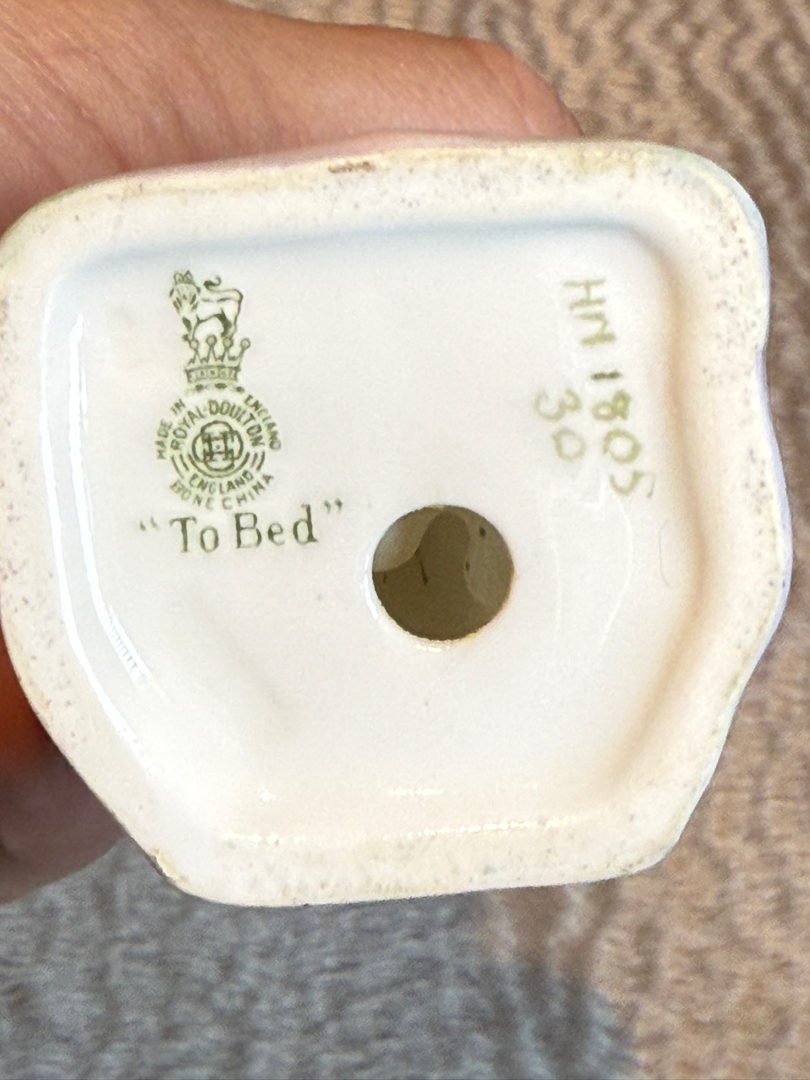 MADE IN ENGLAND
ROYAL·DOULTON
ENGLAND
BONE CHINA
"To Bed"
HN 1805
30